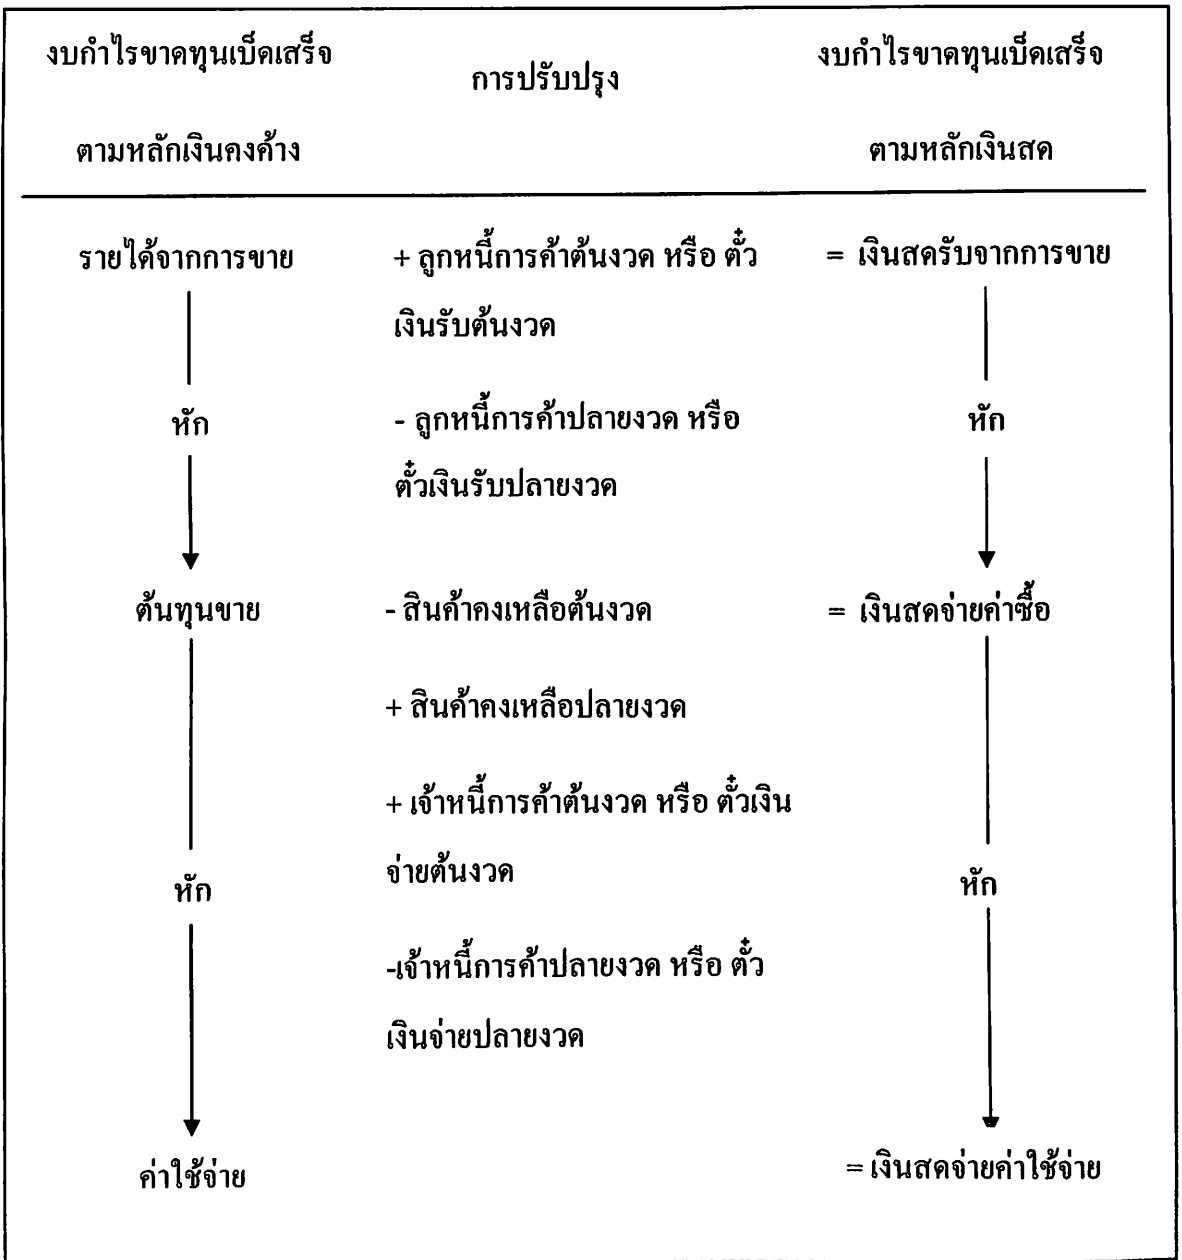 งบกำไรขาดทุนเบ็ดเสร็จ การปรับปรุง งบกำไรขาดทุนเบ็ดเสร็จ
ตามหลักเงินคงค้าง ตามหลักเงินสด
รายได้จากการขาย + ลูกหนี้การค้าต้นงวด หรือ ตั๋ว = เงินสดรับจากการขาย
เงินรับต้นงวด
หัก - ลูกหนี้การค้าปลายงวด หรือ หัก
ตั๋วเงินรับปลายงวด
ต้นทุนขาย - สินค้าคงเหลือต้นงวด = เงินสดจ่ายค่าซื้อ
+ สินค้าคงเหลือปลายงวด
+ เจ้าหนี้การค้าต้นงวด หรือ ตั๋วเงิน
จ่ายต้นงวด
หัก หัก
-เจ้าหนี้การค้าปลายงวด หรือ ตั๋ว
เงินจ่ายปลายงวด
ค่าใช้จ่าย = เงินสดจ่ายค่าใช้จ่าย